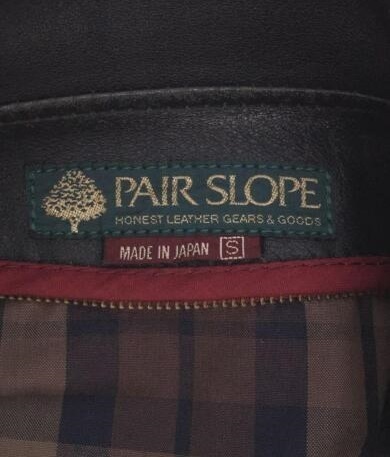 PAIR SLOPE
HONEST LEATHER GEARS & GOODS
MADE IN JAPAN S